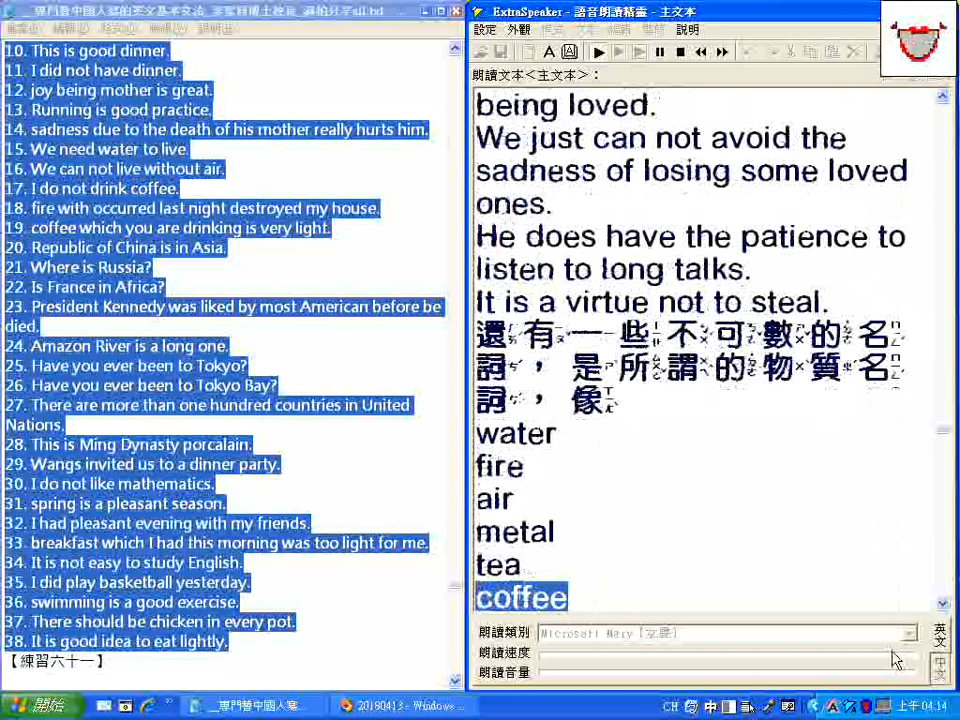 ExtraSpeaker - 語音朗讀精靈 - 主文本
設定 外觀 說明
10. This is good dinner.
11. I did not have dinner.
12. joy being mother is great.
13. Running is good practice.
14. sadness due to the death of his mother really hurts him.
15. We need water to live.
16. We can not live without air.
17. I do not drink coffee.
18. fire with occurred last night destroyed my house.
19. coffee which you are drinking is very light.
20. Republic of China is in Asia.
21. Where is Russia?
22. Is France in Africa?
23. President Kennedy was liked by most American before be
died.
24. Amazon River is a long one.
25. Have you ever been to Tokyo?
26. Have you ever been to Tokyo Bay?
27. There are more than one hundred countries in United
Nations.
28. This is Ming Dynasty porcalain.
29. Wangs invited us to a dinner party.
30. I do not like mathematics.
31. spring is a pleasant season.
32. I had pleasant evening with my friends.
33. breakfast which I had this morning was too light for me.
34. It is not easy to study English.
35. I did play basketball yesterday.
36. swimming is a good exercise.
37. There should be chicken in every pot.
38. It is good idea to eat lightly.
【練習六十一】
朗讀文本<主文本>：
being loved.
We just can not avoid the
sadness of losing some loved
ones.
He does have the patience to
listen to long talks.
It is a virtue not to steal.
還有一些不可數的名
詞，是所謂的物質名
詞，像
water
fire
air
metal
tea
coffee
朗讀類別 Microsoft Mary [文農]
朗讀速度
朗讀音量
英文
中文
開始
20180413 - Windows ...
CH
上午 04:14